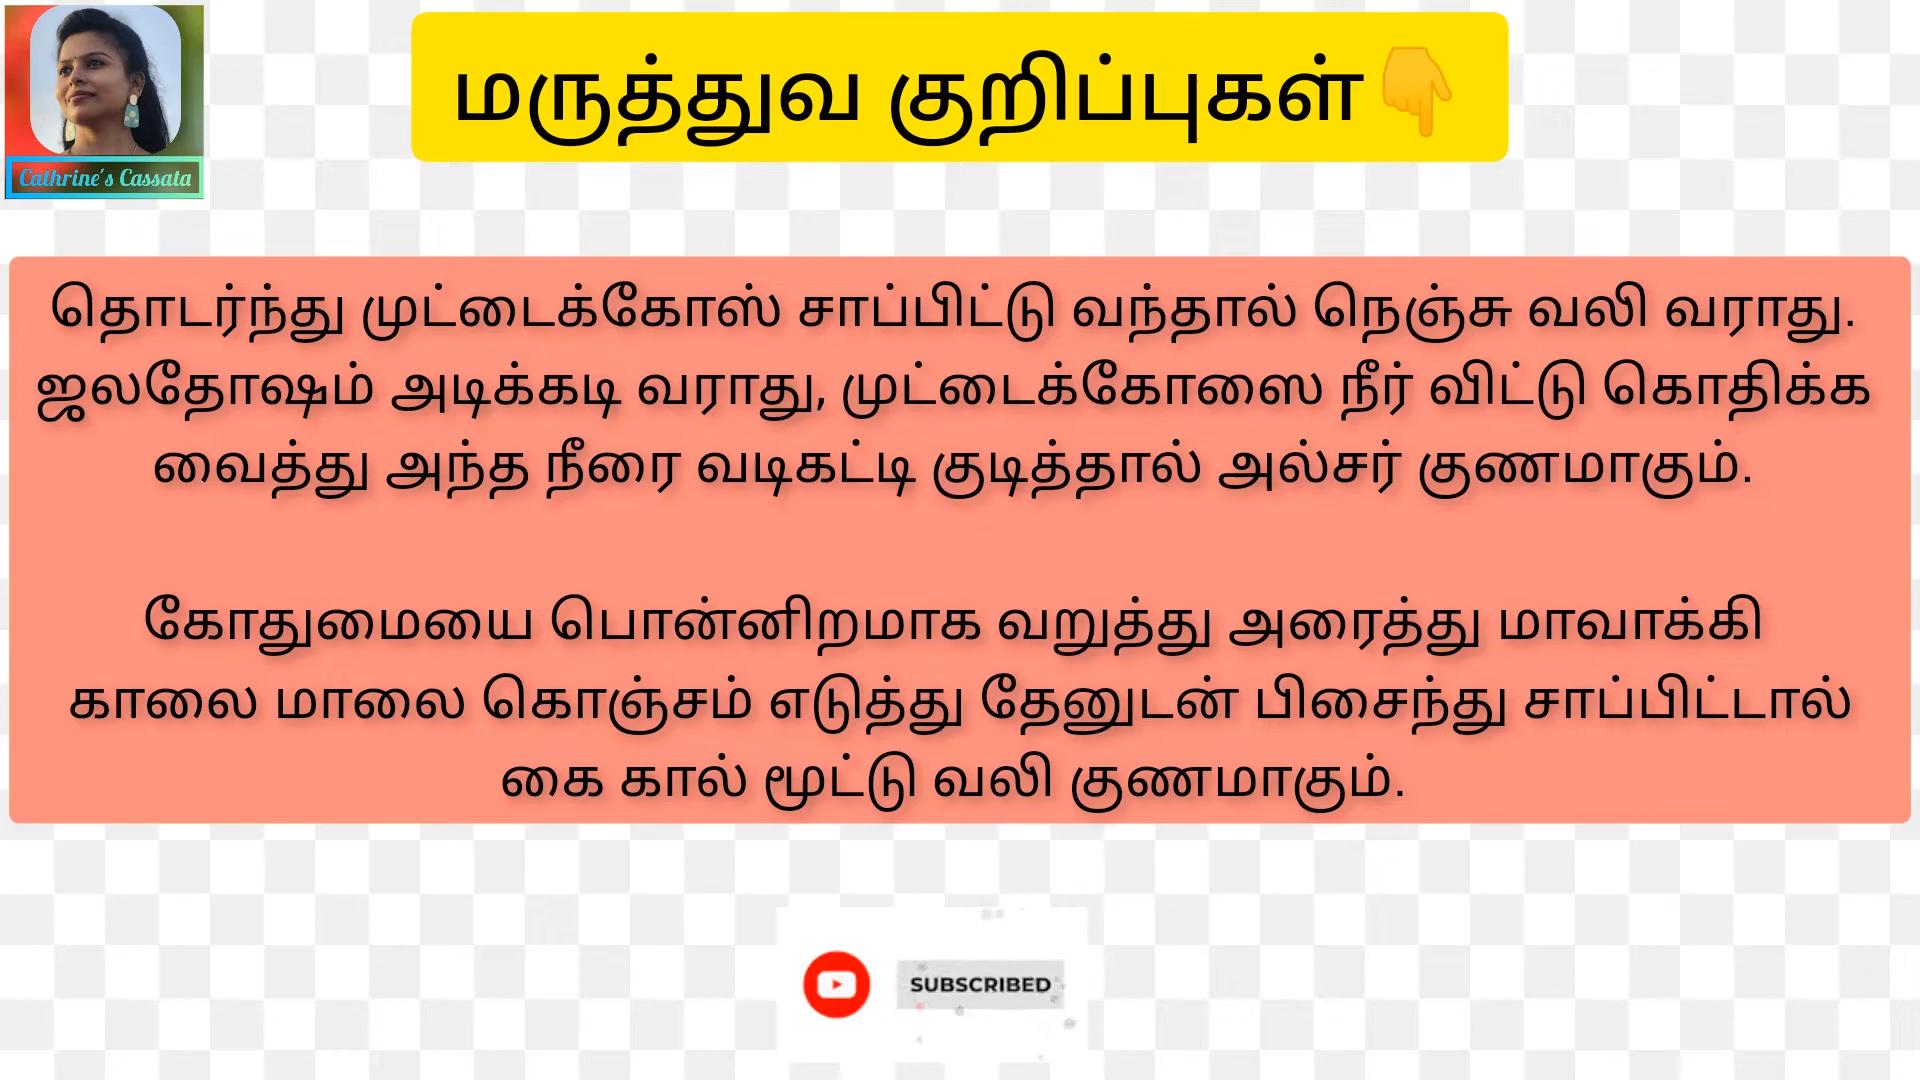 மருத்துவ குறிப்புகள்👇
Cathrine's Cassata
தொடர்ந்து முட்டைக்கோஸ் சாப்பிட்டு வந்தால் நெஞ்சு வலி வராது.
ஜலதோஷம் அடிக்கடி வராது, முட்டைக்கோஸை நீர் விட்டு கொதிக்க
வைத்து அந்த நீரை வடிகட்டி குடித்தால் அல்சர் குணமாகும்.
கோதுமையை பொன்னிறமாக வறுத்து அரைத்து மாவாக்கி
காலை மாலை கொஞ்சம் எடுத்து தேனுடன் பிசைந்து சாப்பிட்டால்
கை கால் மூட்டு வலி குணமாகும்.
SUBSCRIBED